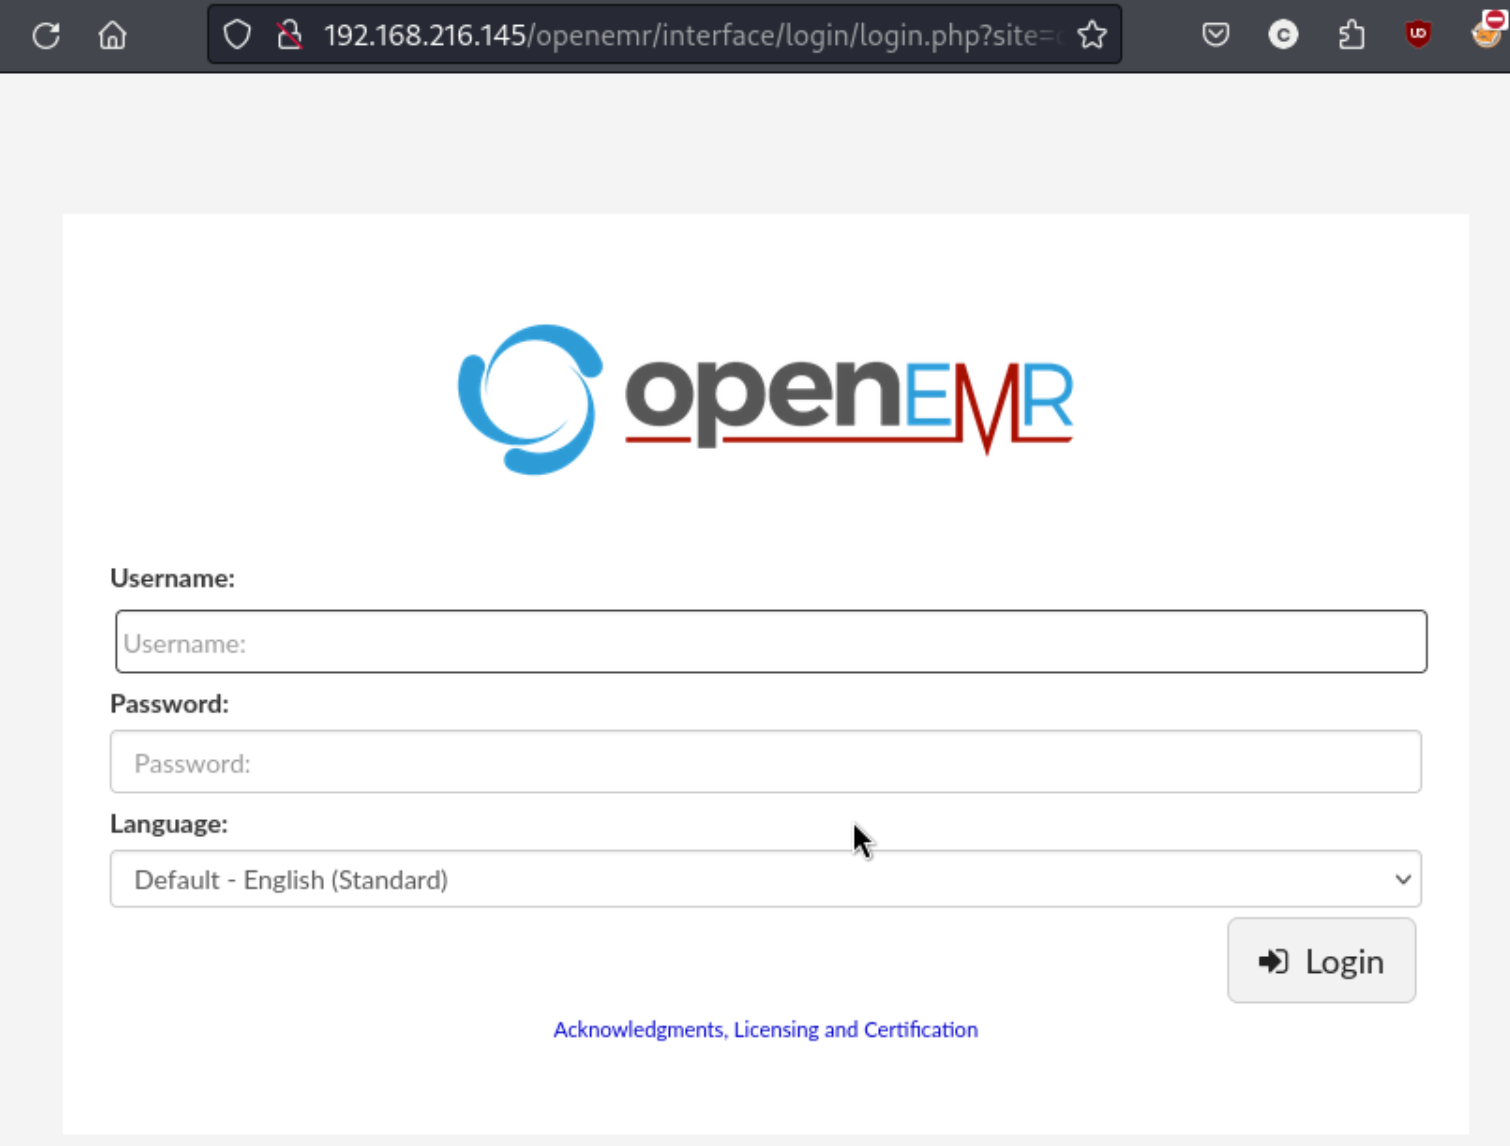 192.168.216.145/openemr/interface/login/login.php?site=
openEMR
Username:
Username:
Password:
Password:
Language:
Default - English (Standard)
Login
Acknowledgments, Licensing and Certification